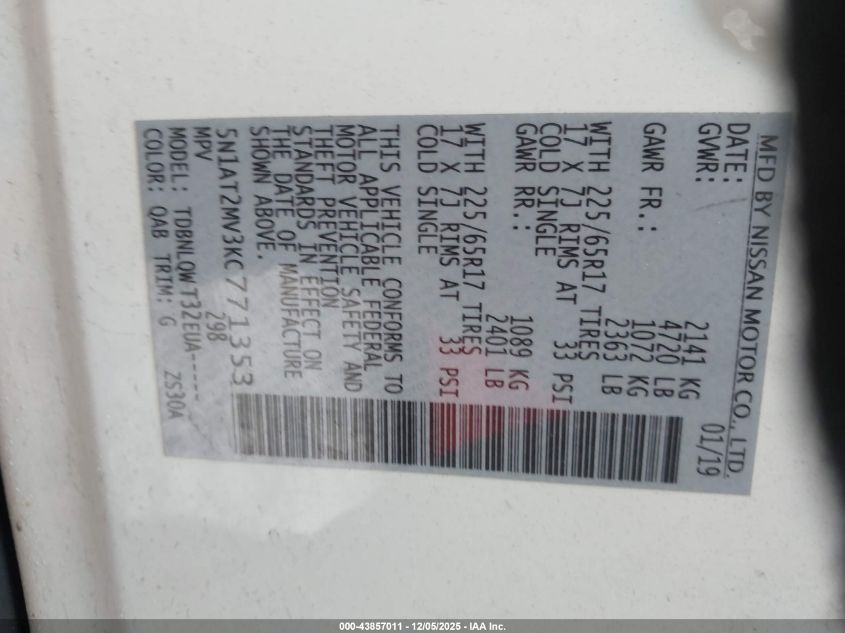 MFD BY NISSAN MOTOR CO., LTD.
DATE: 01/19
GVWR: 2141 KG
4720 LB
GAWR FR.: 1072 KG
2363 LB
WITH 225/65R17 TIRES
17 X 7J RIMS AT 33 PSI
COLD SINGLE
GAWR RR.: 1089 KG
2401 LB
WITH 225/65R17 TIRES
17 X 7J RIMS AT 33 PSI
COLD SINGLE
THIS VEHICLE CONFORMS TO
ALL APPLICABLE FEDERAL
MOTOR VEHICLE SAFETY AND
THEFT PREVENTION
STANDARDS IN EFFECT ON
THE DATE OF MANUFACTURE
SHOWN ABOVE.
5N1AT2MV3KC771353
MPV 298
MODEL: TDBNLQWT32EUA-----
COLOR: QAB TRIM: G ZS30A
000-43857011 - 12/05/2025 - IAA Inc.